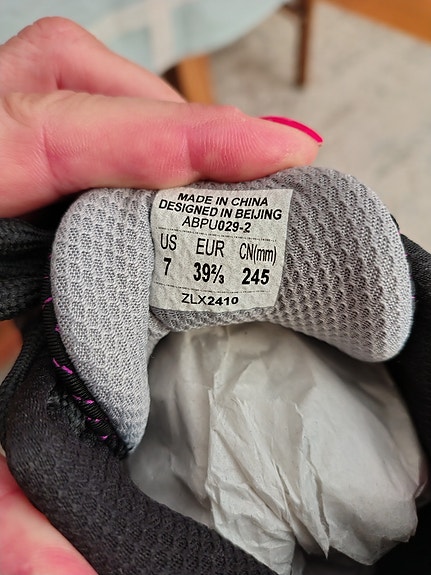 MADE IN CHINA
DESIGNED IN BEIJING
ABPU029-2
US EUR CN(mm)
7 39⅔ 245
ZLX2410